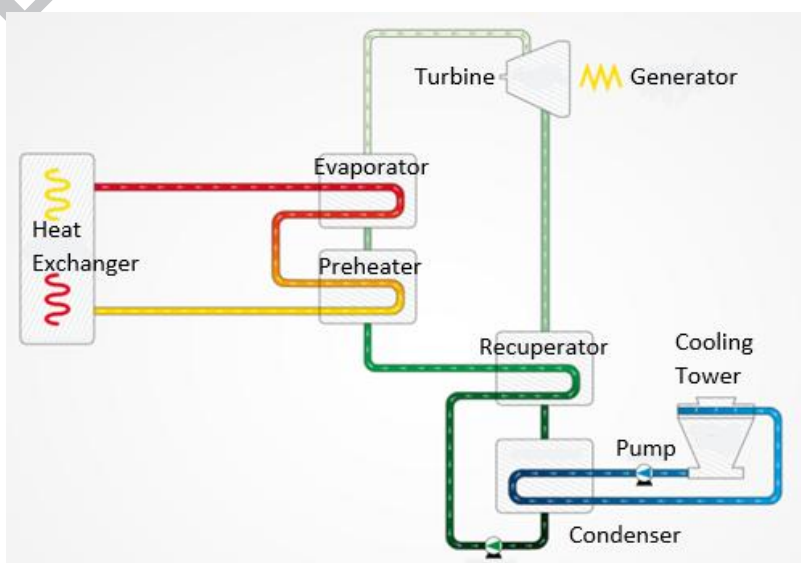 Turbine
Generator
Evaporator
Heat
Exchanger
Preheater
Recuperator
Cooling
Tower
Pump
Condenser